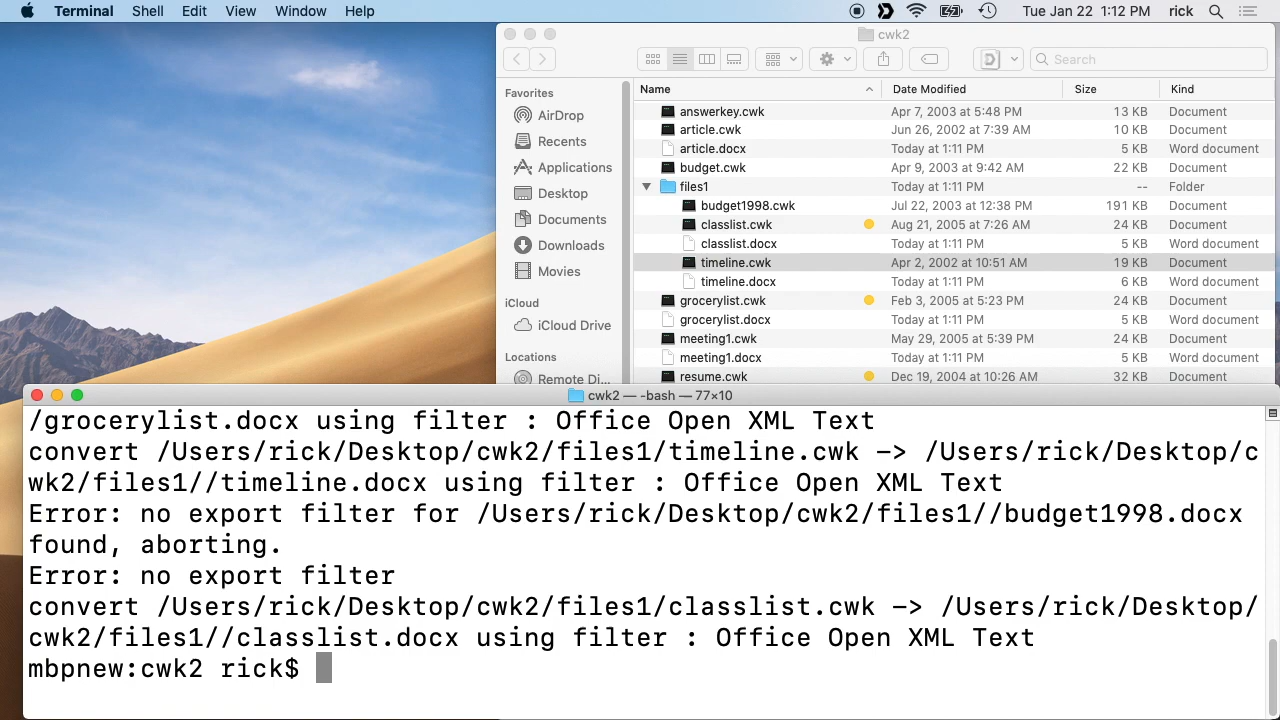 Terminal Shell Edit View Window Help Tue Jan 22 1:12 PM rick
cwk2
Search
Favorites
AirDrop
Recents
Applications
Desktop
Documents
Downloads
Movies
iCloud
iCloud Drive
Locations
Remote Di...
Name Date Modified Size Kind
answerkey.cwk Apr 7, 2003 at 5:48 PM 13 KB Document
article.cwk Jun 26, 2002 at 7:39 AM 10 KB Document
article.docx Today at 1:11 PM 5 KB Word document
budget.cwk Apr 9, 2003 at 9:42 AM 22 KB Document
files1 Today at 1:11 PM -- Folder
budget1998.cwk Jul 22, 2003 at 12:38 PM 191 KB Document
classlist.cwk Aug 21, 2005 at 7:26 AM 24 KB Document
classlist.docx Today at 1:11 PM 5 KB Word document
timeline.cwk Apr 2, 2002 at 10:51 AM 19 KB Document
timeline.docx Today at 1:11 PM 6 KB Word document
grocerylist.cwk Feb 3, 2005 at 5:23 PM 24 KB Document
grocerylist.docx Today at 1:11 PM 5 KB Word document
meeting1.cwk May 29, 2005 at 5:39 PM 24 KB Document
meeting1.docx Today at 1:11 PM 5 KB Word document
resume.cwk Dec 19, 2004 at 10:26 AM 32 KB Document
cwk2 — -bash — 77×10
/grocerylist.docx using filter : Office Open XML Text
convert /Users/rick/Desktop/cwk2/files1/timeline.cwk -> /Users/rick/Desktop/c
wk2/files1//timeline.docx using filter : Office Open XML Text
Error: no export filter for /Users/rick/Desktop/cwk2/files1//budget1998.docx
found, aborting.
Error: no export filter
convert /Users/rick/Desktop/cwk2/files1/classlist.cwk -> /Users/rick/Desktop/
cwk2/files1//classlist.docx using filter : Office Open XML Text
mbpnew:cwk2 rick$